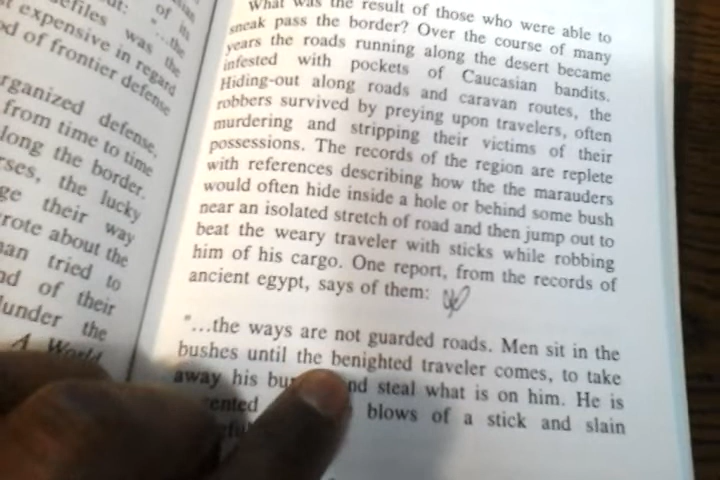 out: "...the
of its
defiles was the
expensive in regard
of frontier defense
organized defense,
from time to time
long the border.
the lucky
their way
wrote about the
tried to
of their
the
A World
What was the result of those who were able to
sneak pass the border? Over the course of many
years the roads running along the desert became
infested with pockets of Caucasian bandits.
Hiding-out along roads and caravan routes, the
robbers survived by preying upon travelers, often
murdering and stripping their victims of their
possessions. The records of the region are replete
with references describing how the the marauders
would often hide inside a hole or behind some bush
near an isolated stretch of road and then jump out to
beat the weary traveler with sticks while robbing
him of his cargo. One report, from the records of
ancient egypt, says of them:
"...the ways are not guarded roads. Men sit in the
bushes until the benighted traveler comes, to take
away his and steal what is on him. He is
blows of a stick and slain